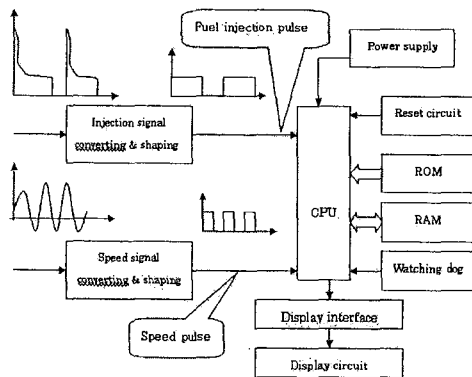 Fuel injection pulse
Power supply
Injection signal
converting & shaping
Reset circuit
ROM
CPU
RAM
Speed signal
converting & shaping
Watching dog
Speed pulse
Display interface
Display circuit